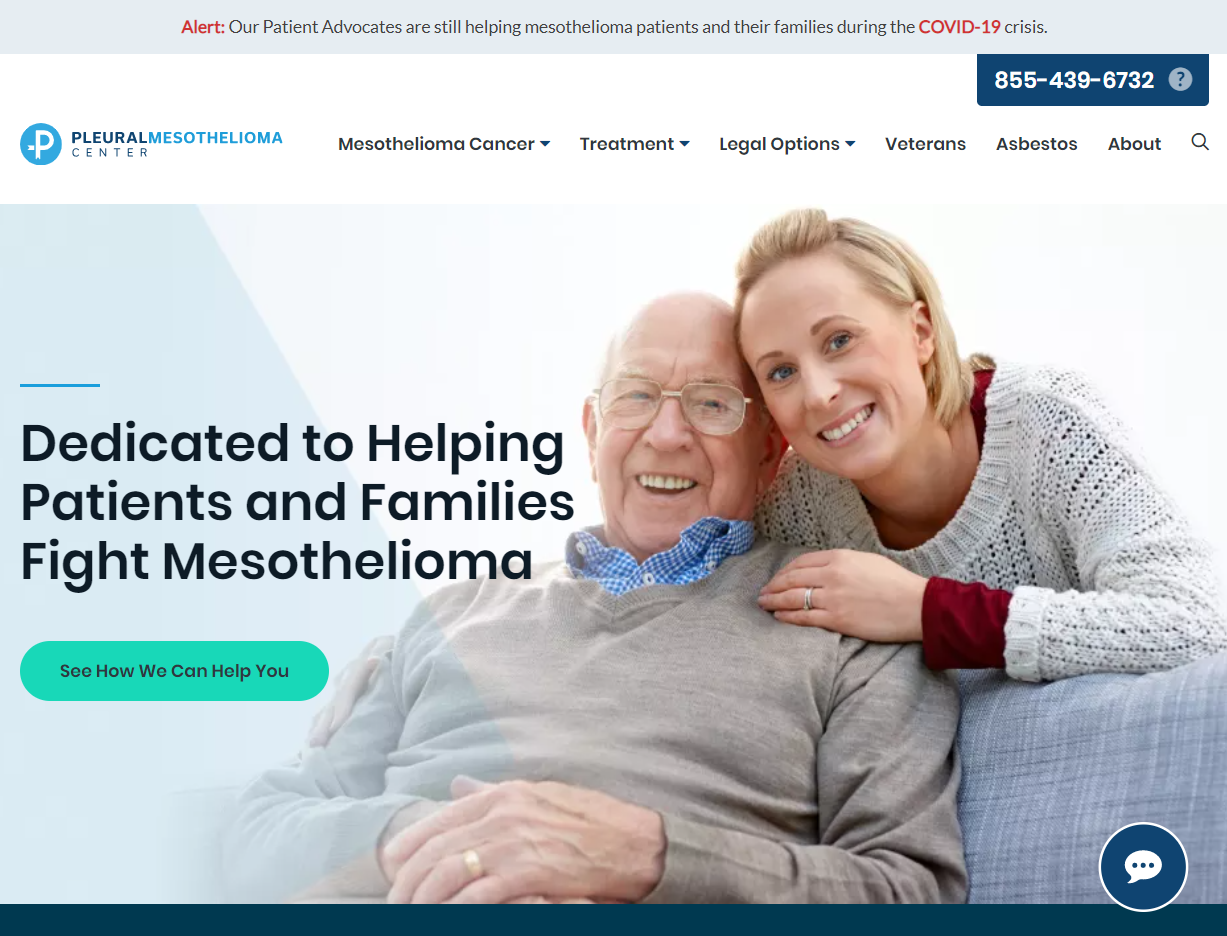 Alert: Our Patient Advocates are still helping mesothelioma patients and their families during the COVID-19 crisis.
855-439-6732 ?
PLEURALMESOTHELIOMA
CENTER
Mesothelioma Cancer Treatment Legal Options Veterans Asbestos About
Dedicated to Helping
Patients and Families
Fight Mesothelioma
See How We Can Help You